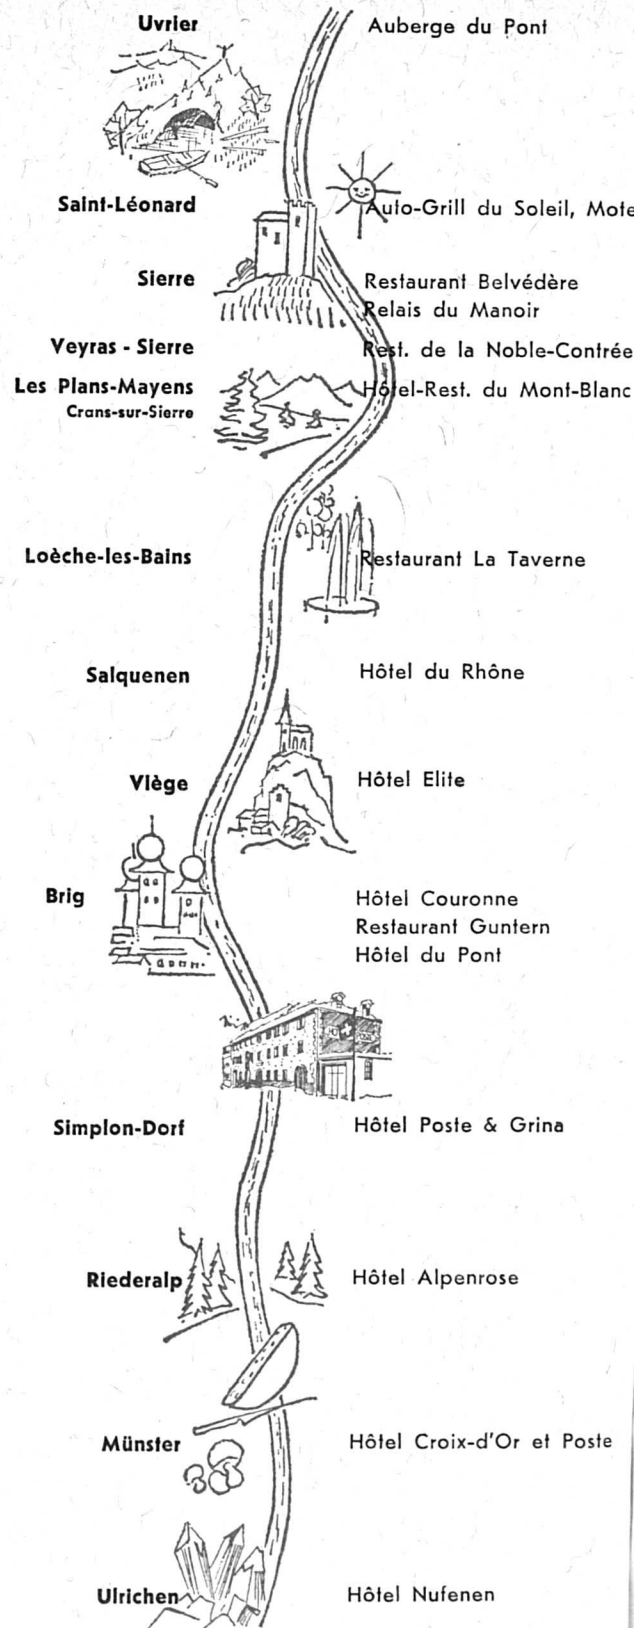 Uvrier Auberge du Pont
Saint-Léonard Auto-Grill du Soleil,
Sierre Restaurant Belvédère
Relais du Manoir
Veyras - Sierre Rest. de la Noble-Contrée
Les Plans-Mayens Hôtel-Rest. du Mont-Blanc
Crans-sur-Sierre
Loèche-les-Bains Restaurant La Taverne
Salquenen Hôtel du Rhône
Viège Hôtel Elite
Brig Hôtel Couronne
Restaurant Guntern
Hôtel du Pont
Simplon-Dorf Hôtel Poste & Grina
Riederalp Hôtel Alpenrose
Münster Hôtel Croix-d'Or et Poste
Ulrichen Hôtel Nufenen